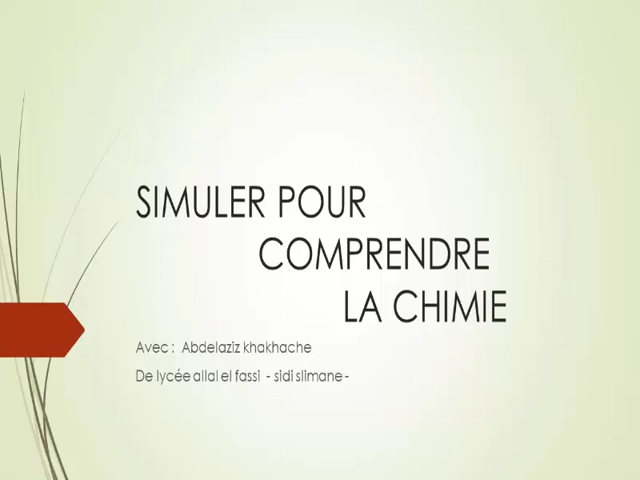 SIMULER POUR
COMPRENDRE
LA CHIMIE
Avec : Abdelaziz khakhache
De lycée allal el fassi - sidi slimane -